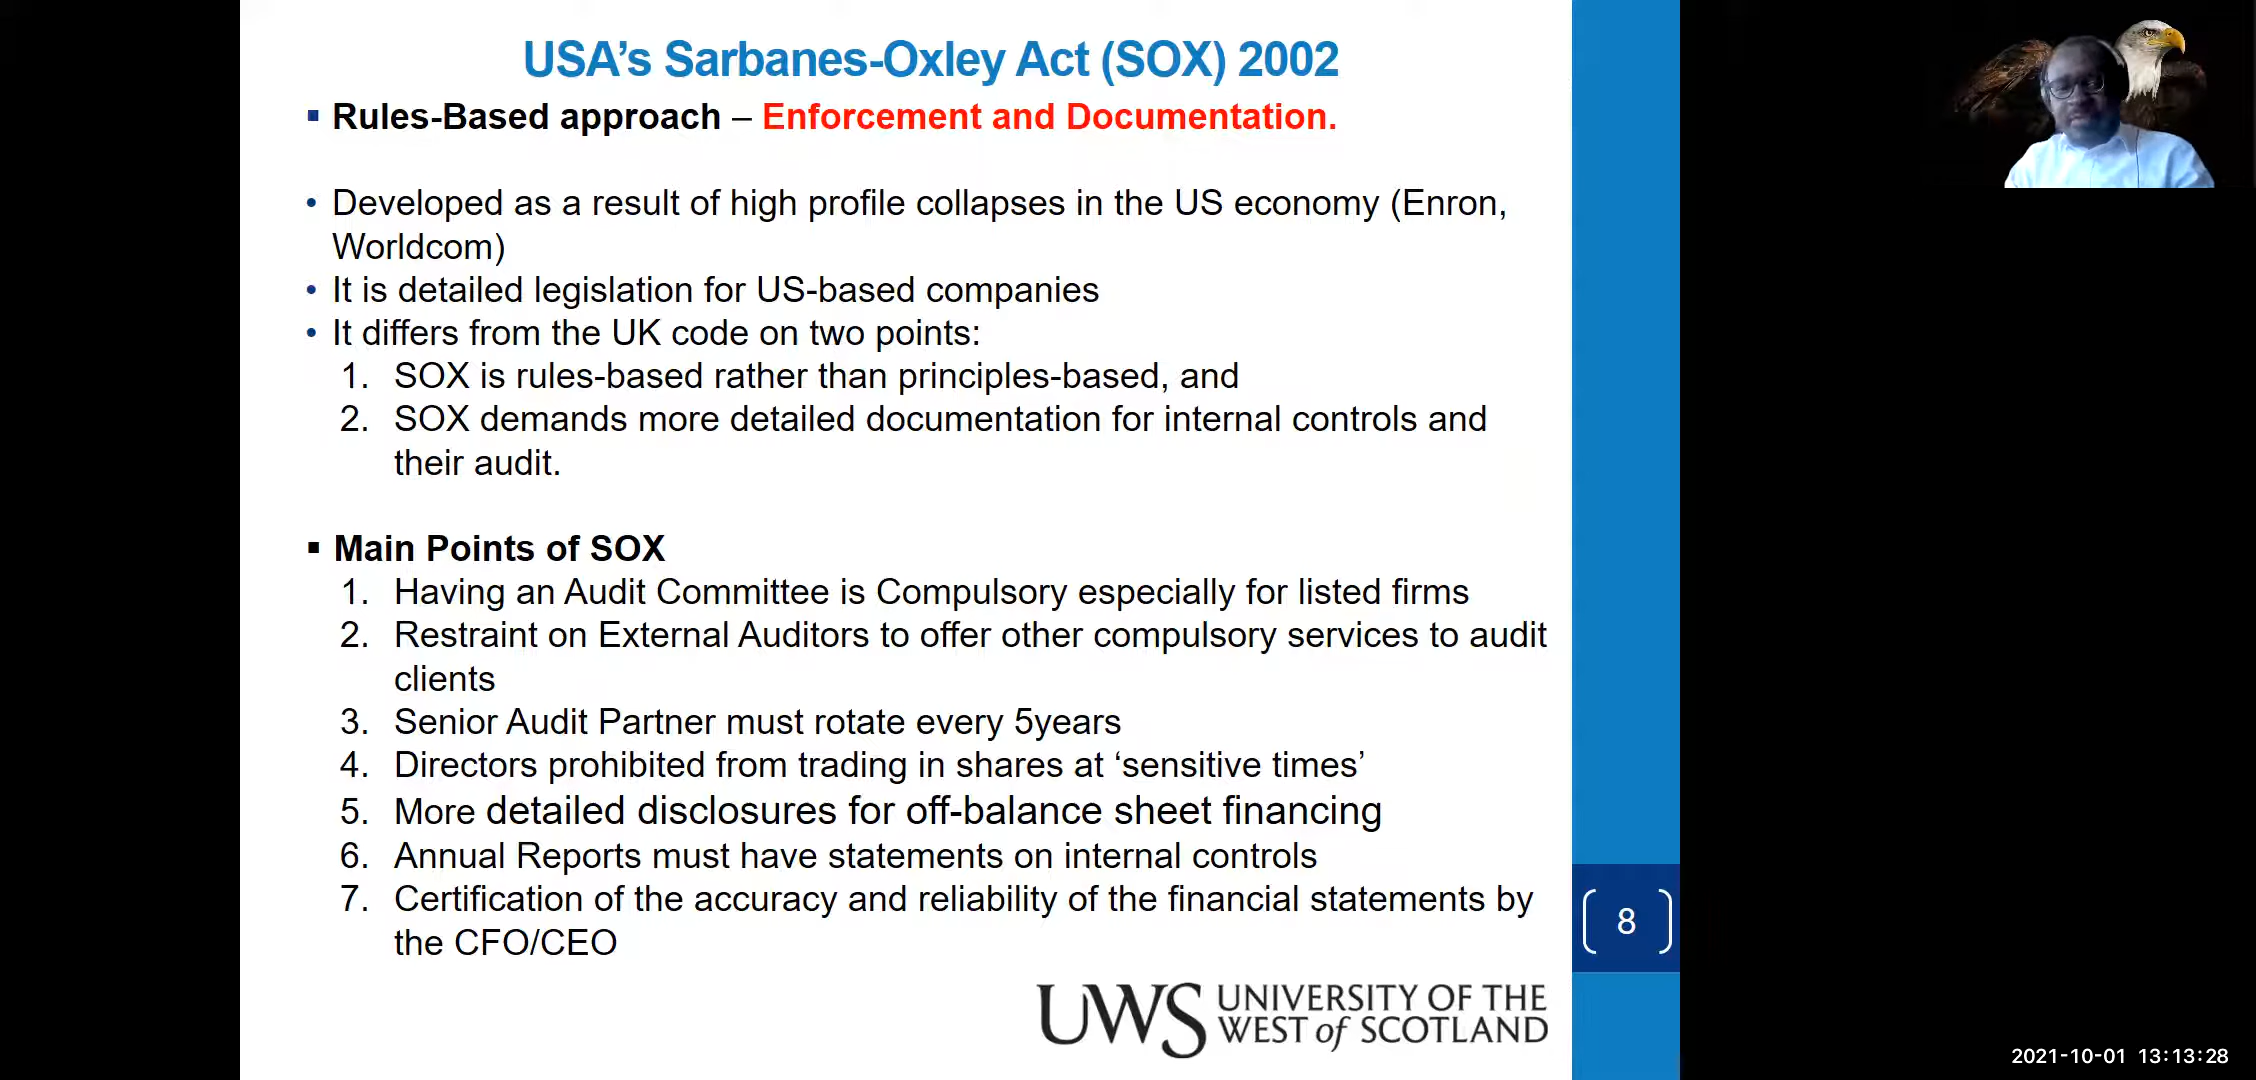 USA’s Sarbanes-Oxley Act (SOX) 2002
▪ Rules-Based approach – Enforcement and Documentation.
• Developed as a result of high profile collapses in the US economy (Enron,
Worldcom)
• It is detailed legislation for US-based companies
• It differs from the UK code on two points:
1. SOX is rules-based rather than principles-based, and
2. SOX demands more detailed documentation for internal controls and
their audit.
▪ Main Points of SOX
1. Having an Audit Committee is Compulsory especially for listed firms
2. Restraint on External Auditors to offer other compulsory services to audit
clients
3. Senior Audit Partner must rotate every 5years
4. Directors prohibited from trading in shares at ‘sensitive times’
5. More detailed disclosures for off-balance sheet financing
6. Annual Reports must have statements on internal controls
7. Certification of the accuracy and reliability of the financial statements by
the CFO/CEO
8
UWS UNIVERSITY OF THE
WEST of SCOTLAND
2021-10-01 13:13:28